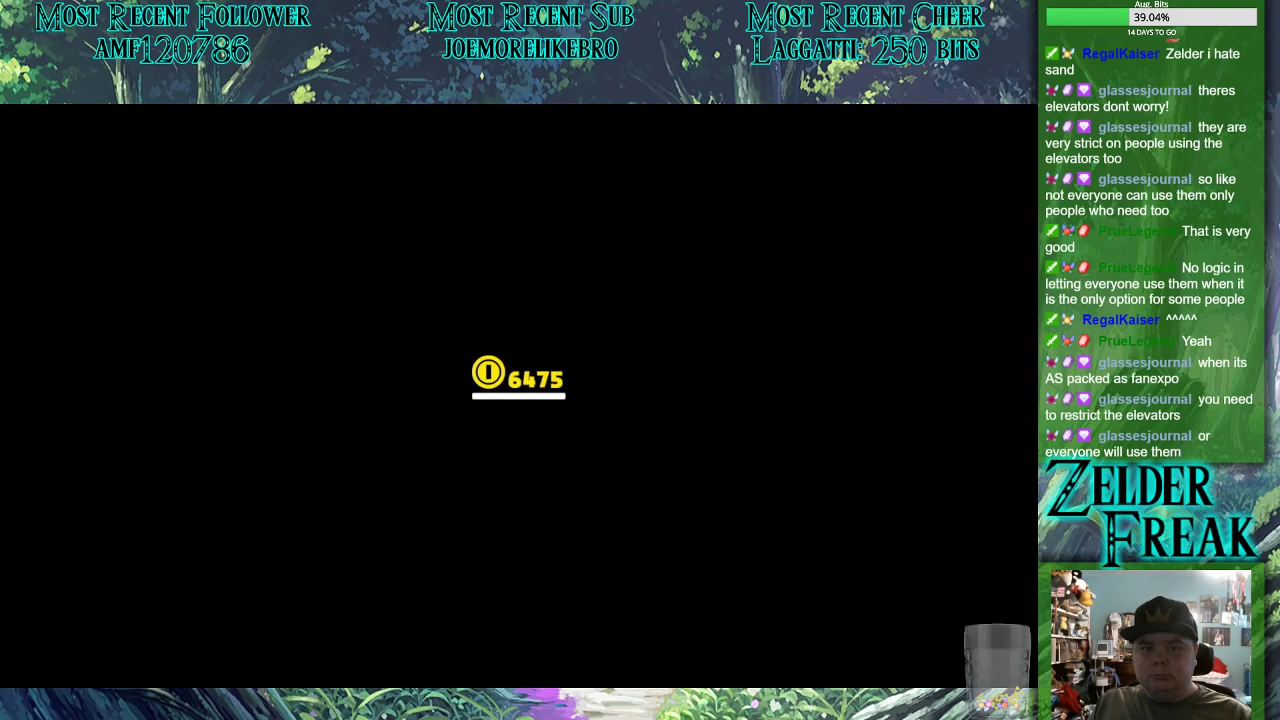 Most Recent Follower
amf120786
Most Recent Sub
joemorelikebro
Most Recent Cheer
Laggatti: 250 bits
Aug. Bits
39.04%
14 DAYS TO GO
RegalKaiser Zelder i hate
sand
glassesjournal theres
elevators dont worry!
glassesjournal they are
very strict on people using the
elevators too
glassesjournal so like
not everyone can use them only
people who need too
PrueLegend That is very
good
PrueLegend No logic in
letting everyone use them when it
is the only option for some people
RegalKaiser ^^^^^
PrueLegend Yeah
glassesjournal when its
AS packed as fanexpo
glassesjournal you need
to restrict the elevators
glassesjournal or
everyone will use them
6475
Zelder
Freak